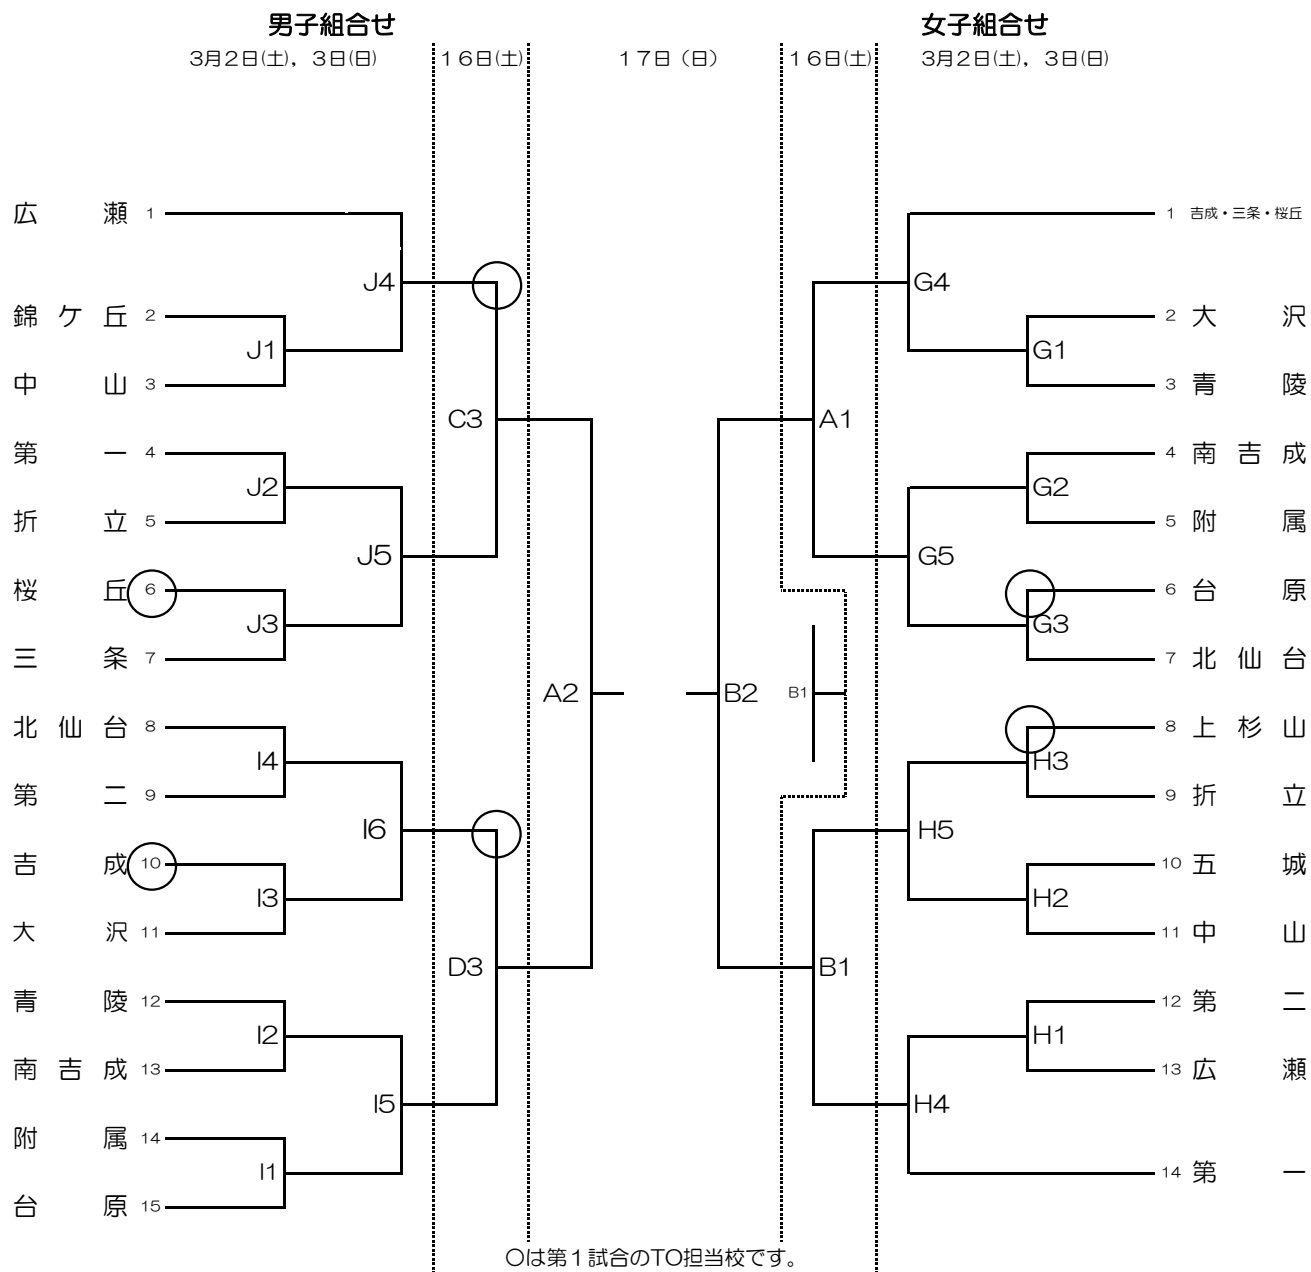 男子組合せ 女子組合せ
3月2日(土)，3日(日) 16日(土) 17日（日） 16日(土) 3月2日(土)，3日(日)
広瀬 1 1 吉成・三条・桜丘
J4 G4
錦ケ丘 2 2 大沢
J1 G1
中山 3 3 青陵
C3 A1
第一 4 4 南吉成
J2 G2
折立 5 5 附属
J5 G5
桜丘 6 6 台原
J3 G3
三条 7 7 北仙台
A2 B2 B1
北仙台 8 8 上杉山
I4 H3
第二 9 9 折立
I6 H5
吉成 10 10 五城
I3 H2
大沢 11 11 中山
D3 B1
青陵 12 12 第二
I2 H1
南吉成 13 13 広瀬
I5 H4
附属 14
I1 14 第一
台原 15
〇は第１試合のTO担当校です。